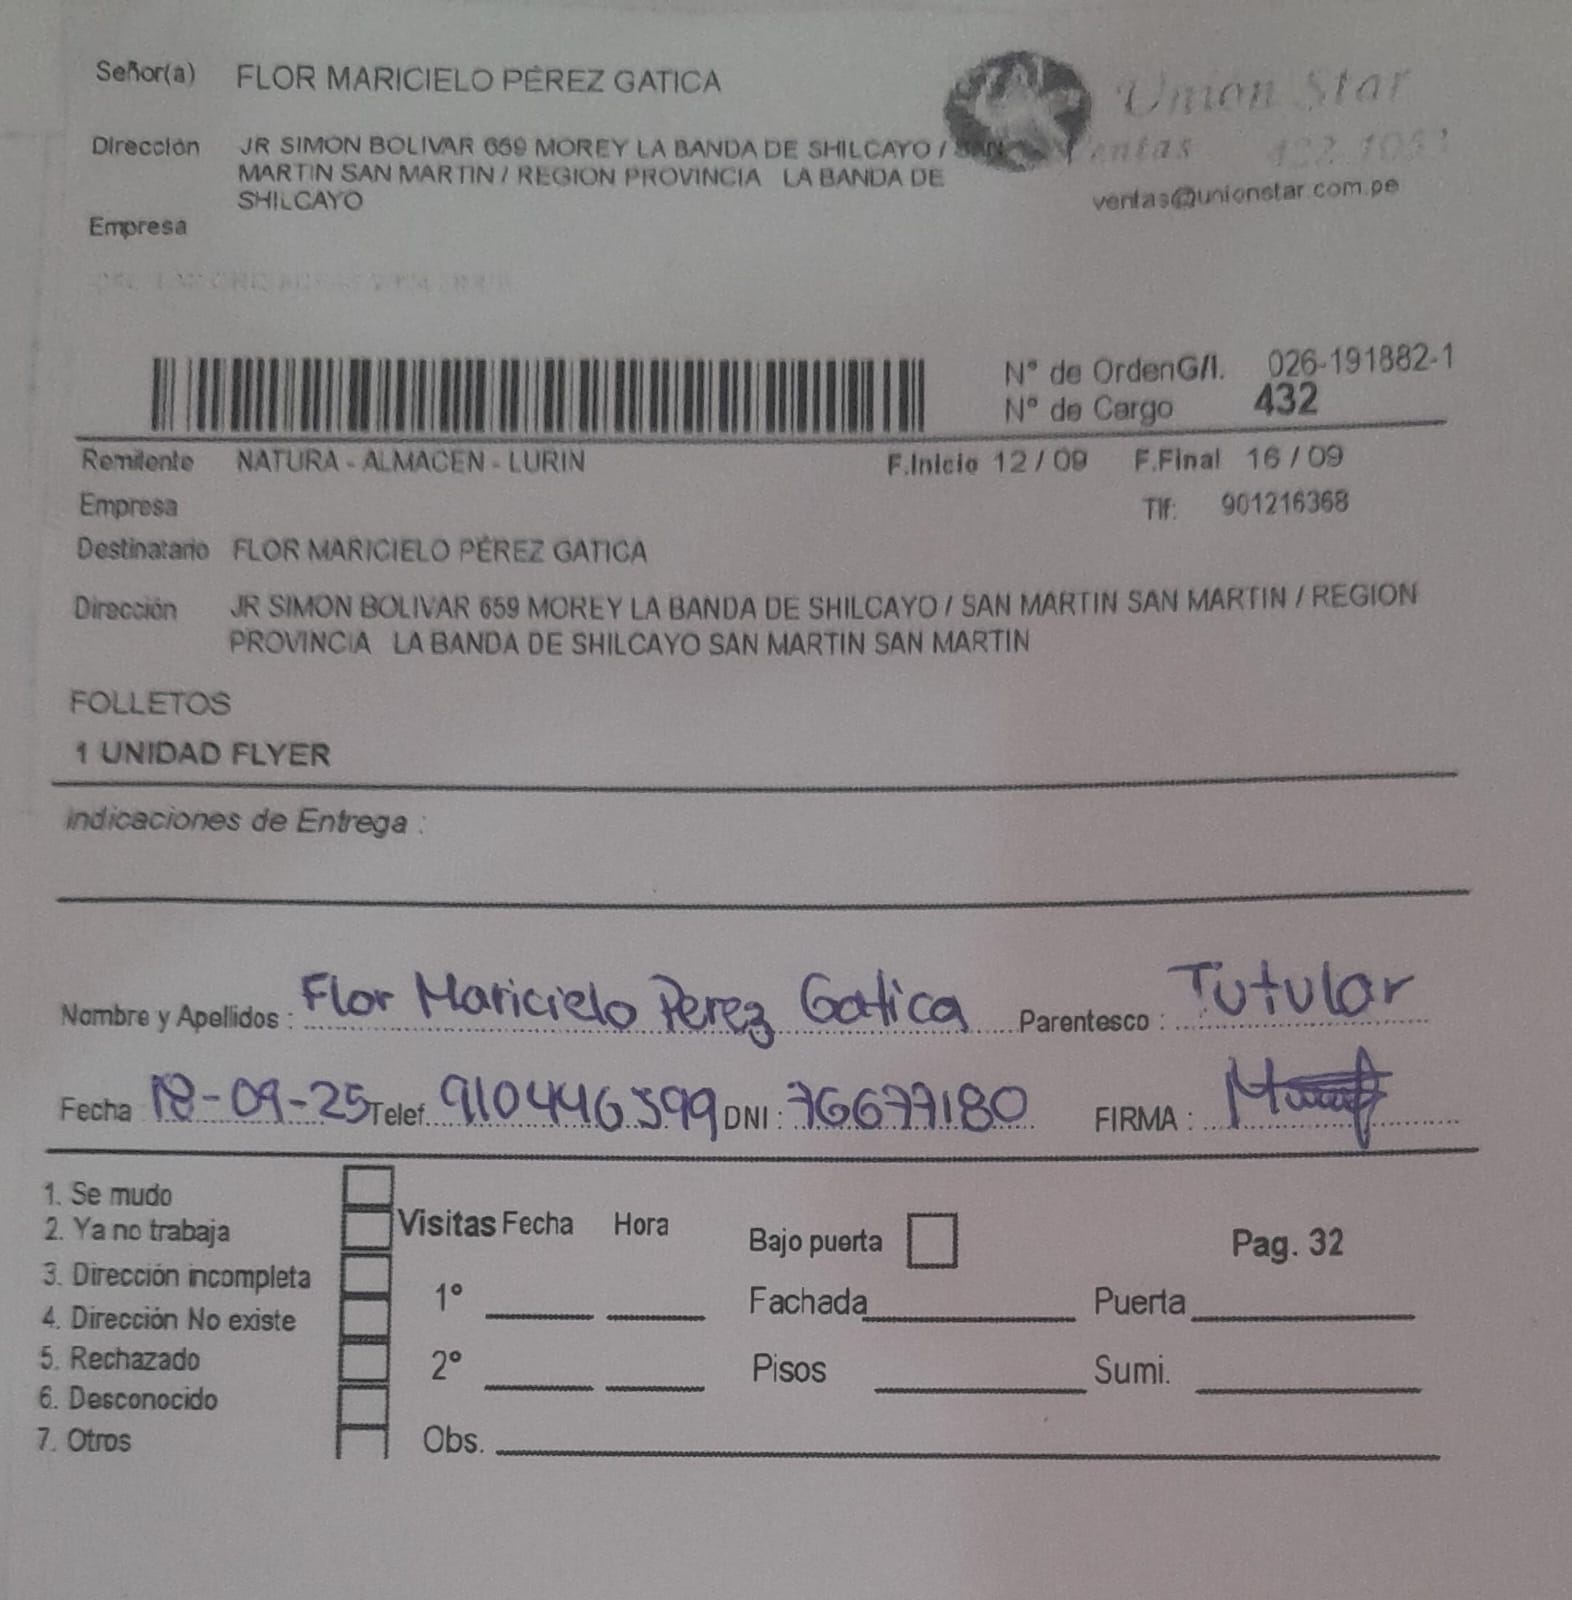 Señor(a) FLOR MARICIELO PÉREZ GATICA
Union Star
Dirección JR SIMON BOLIVAR 659 MOREY LA BANDA DE SHILCAYO / SAN
Ventas 422 1053
MARTIN SAN MARTIN / REGION PROVINCIA LA BANDA DE
ventas@unionstar.com.pe
SHILCAYO
Empresa
N° de OrdenG/I. 026-191882-1
N° de Cargo 432
Remitente NATURA - ALMACEN - LURIN F.Inicio 12 / 09 F.Final 16 / 09
Empresa Tlf: 901216368
Destinatario FLOR MARICIELO PÉREZ GATICA
Dirección JR SIMON BOLIVAR 659 MOREY LA BANDA DE SHILCAYO / SAN MARTIN SAN MARTIN / REGION
PROVINCIA LA BANDA DE SHILCAYO SAN MARTIN SAN MARTIN
FOLLETOS
1 UNIDAD FLYER
Indicaciones de Entrega :
Nombre y Apellidos : Flor Maricielo Perez Gatica Parentesco : Tutular
Fecha 18-09-25 Telef. 910446599 DNI : 76677180 FIRMA :
1. Se mudo
2. Ya no trabaja
3. Dirección incompleta
4. Dirección No existe
5. Rechazado
6. Desconocido
7. Otros
Visitas Fecha Hora
1°
2°
Obs.
Bajo puerta
Pag. 32
Fachada Puerta
Pisos Sumi.